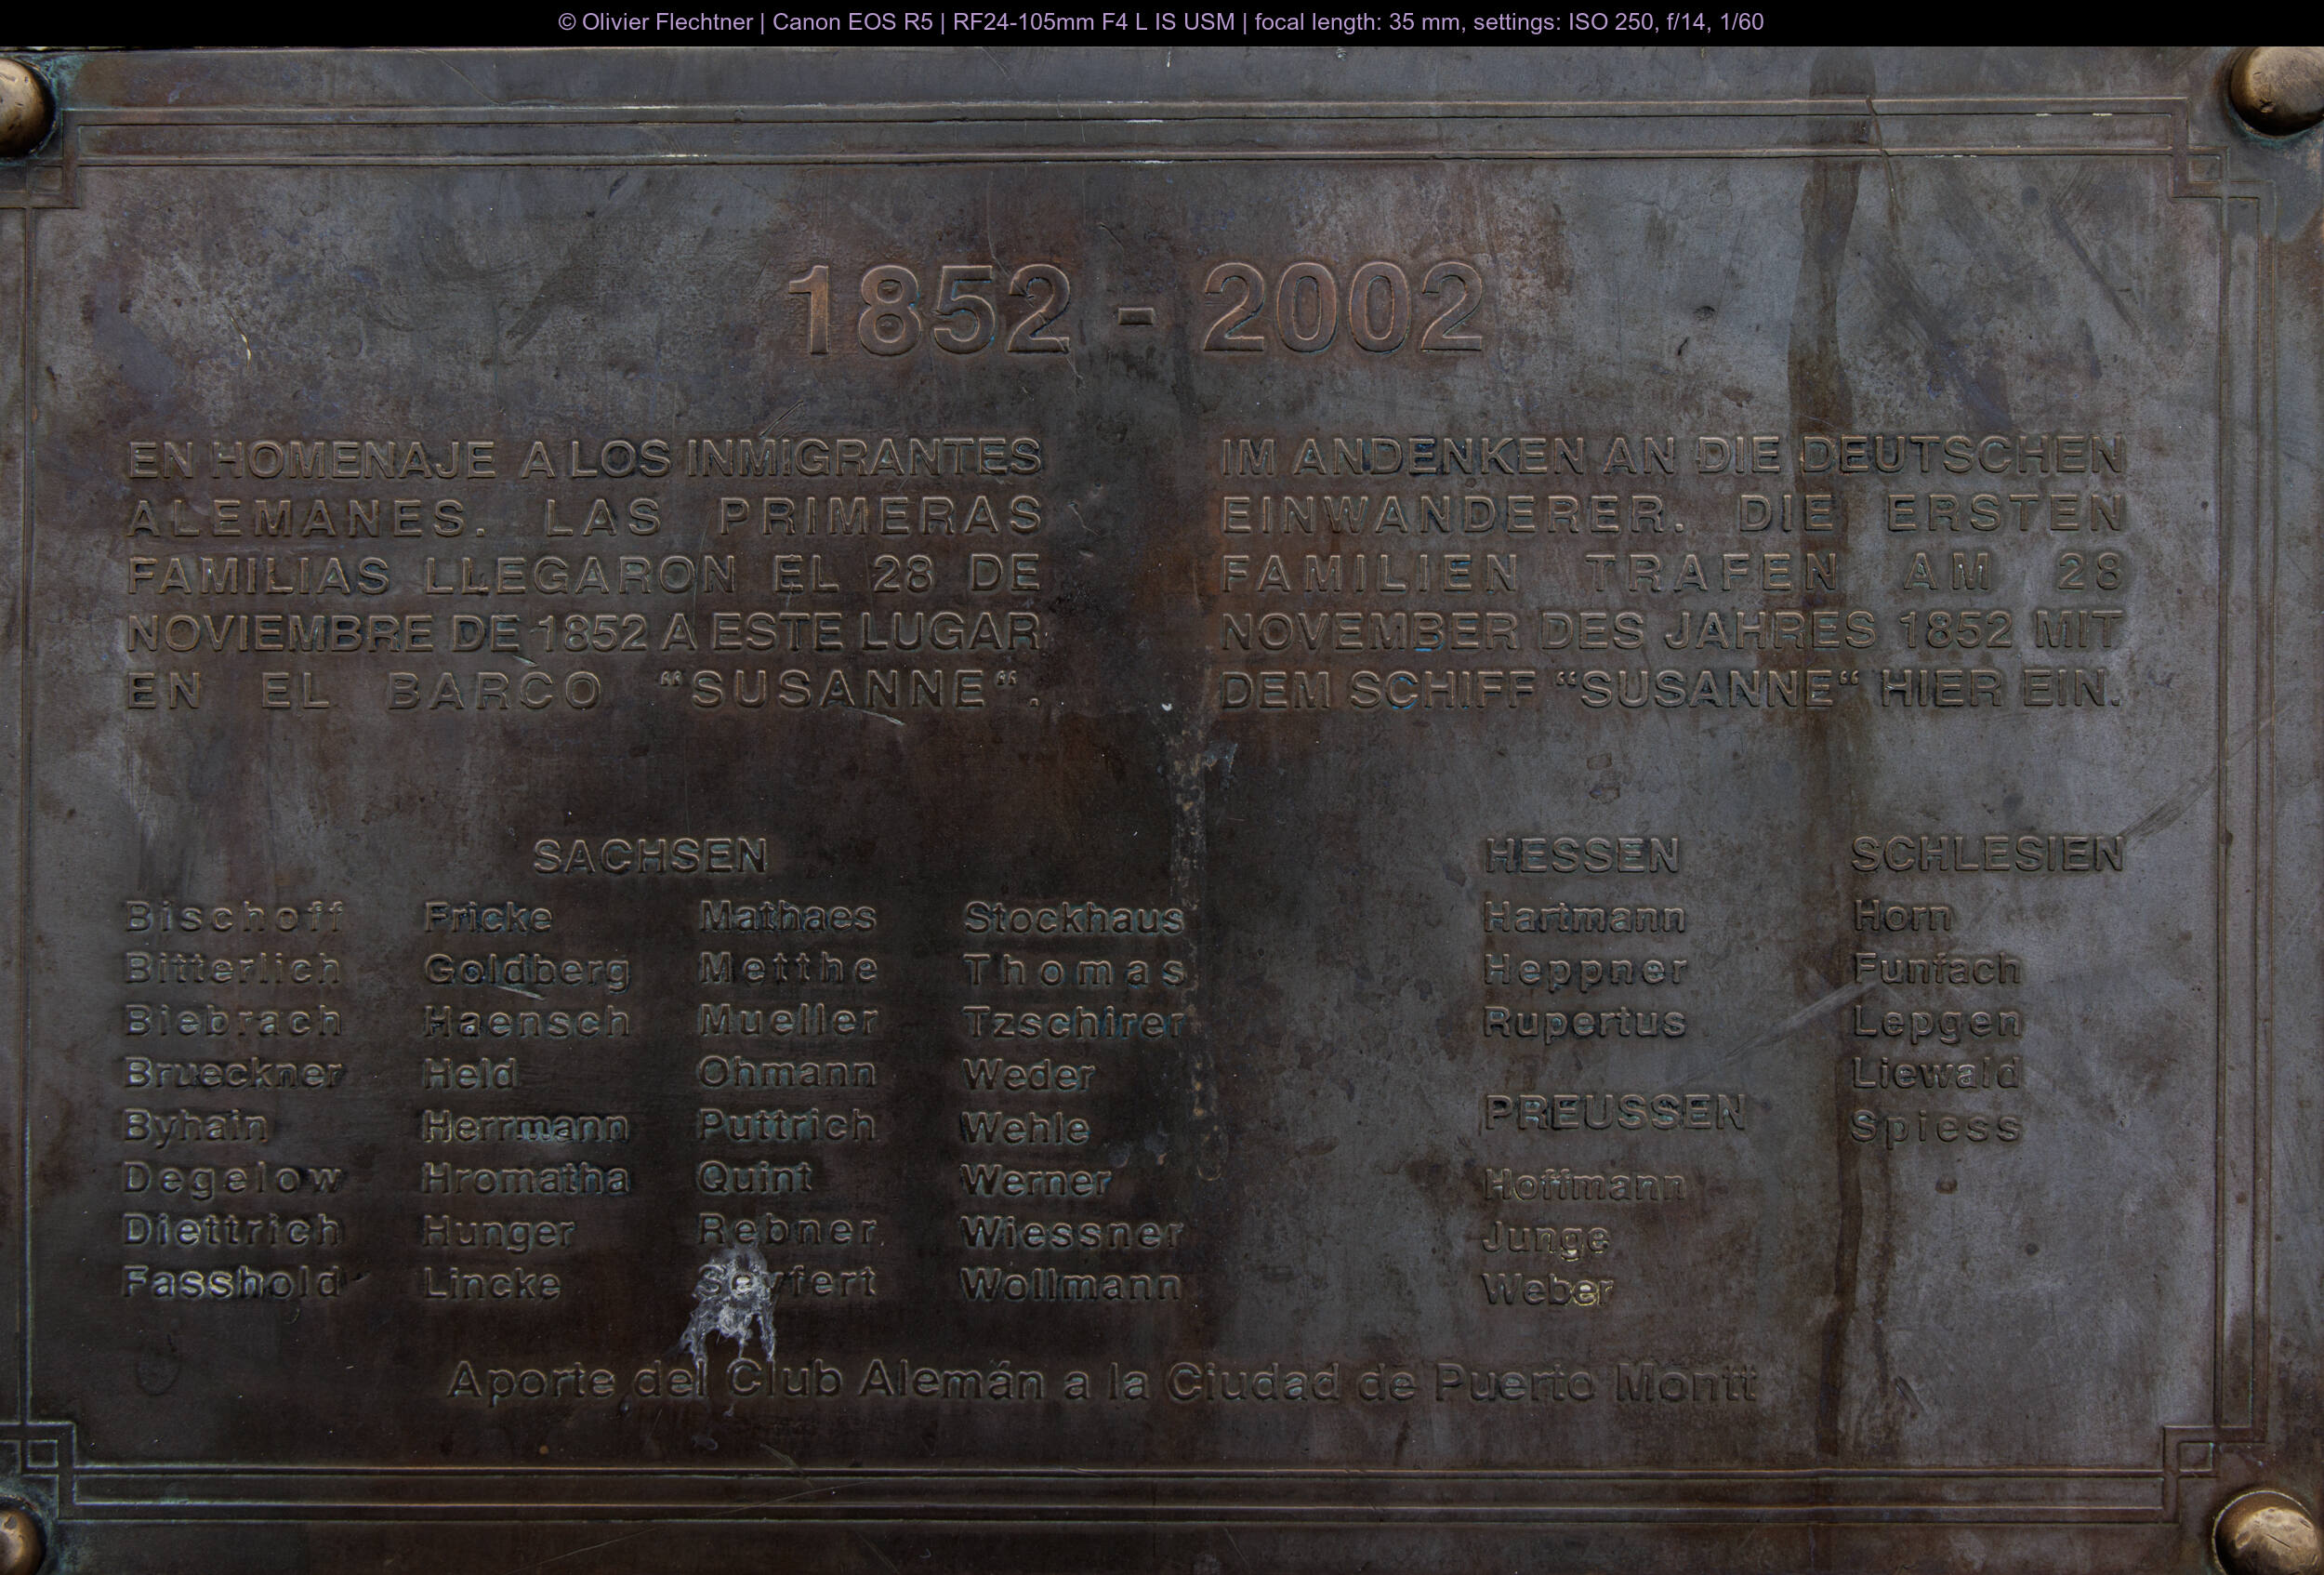 © Olivier Flechtner | Canon EOS R5 | RF24-105mm F4 L IS USM | focal length: 35 mm, settings: ISO 250, f/14, 1/60
1852 - 2002
EN HOMENAJE A LOS INMIGRANTES
ALEMANES. LAS PRIMERAS
FAMILIAS LLEGARON EL 28 DE
NOVIEMBRE DE 1852 A ESTE LUGAR
EN EL BARCO “SUSANNE“.
IM ANDENKEN AN DIE DEUTSCHEN
EINWANDERER. DIE ERSTEN
FAMILIEN TRAFEN AM 28
NOVEMBER DES JAHRES 1852 MIT
DEM SCHIFF “SUSANNE“ HIER EIN.
SACHSEN
Bischoff
Bitterlich
Biebrach
Brueckner
Byhain
Degelow
Diettrich
Fasshold
Fricke
Goldberg
Haensch
Held
Herrmann
Hromatha
Hunger
Lincke
Mathaes
Metthe
Mueller
Ohmann
Puttrich
Quint
Rebner
Seyfert
Stockhaus
Thomas
Tzschirer
Weder
Wehle
Werner
Wiessner
Wollmann
HESSEN
Hartmann
Heppner
Rupertus
PREUSSEN
Hoffmann
Junge
Weber
SCHLESIEN
Horn
Funfach
Lepgen
Liewald
Spiess
Aporte del Club Alemán a la Ciudad de Puerto Montt